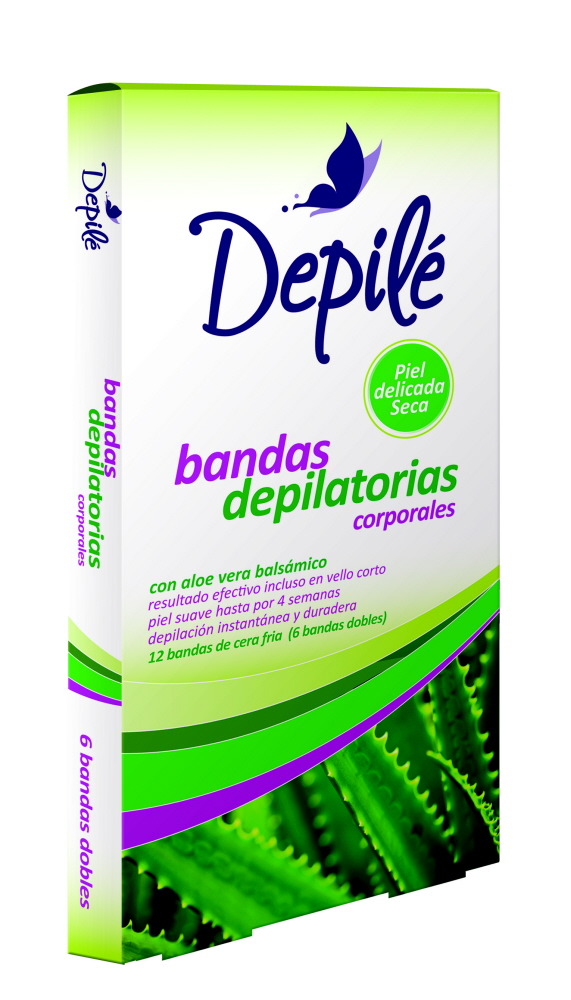 Depilé
Piel
delicada
Seca
bandas
depilatorias
corporales
con aloe vera balsámico
resultado efectivo incluso en vello corto
piel suave hasta por 4 semanas
depilación instantánea y duradera
12 bandas de cera fria (6 bandas dobles)
Depilé
bandas
depilatorias
corporales
6 bandas dobles